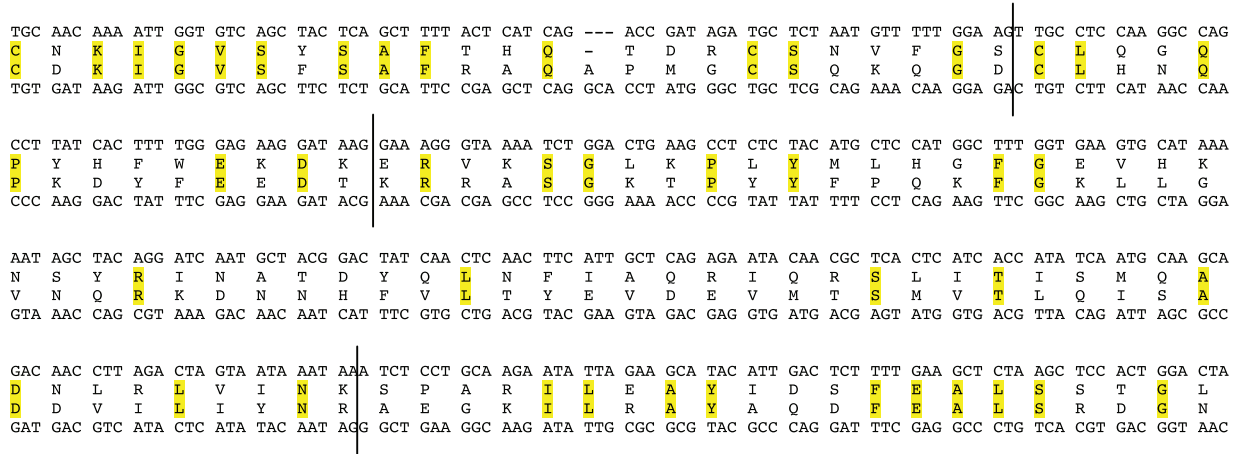 TGC AAC AAA ATT GGT GTC AGC TAC TCA GCT TTT ACT CAT CAG --- ACC GAT AGA TGC TCT AAT GTT TTT GGA AGT TGC CTC CAA GGC CAG
C N K I G V S Y S A F T H Q - T D R C S N V F G S C L Q G Q
C D K I G V S F S A F R A Q A P M G C S Q K Q G D C L H N Q
TGT GAT AAG ATT GGC GTC AGC TTC TCT GCA TTC CGA GCT CAG GCA CCT ATG GGC TGC TCG CAG AAA CAA GGA GAC TGT CTT CAT AAC CAA
CCT TAT CAC TTT TGG GAG AAG GAT AAG GAA AGG GTA AAA TCT GGA CTG AAG CCT CTC TAC ATG CTC CAT GGC TTT GGT GAA GTG CAT AAA
P Y H F W E K D K E R V K S G L K P L Y M L H G F G E V H K
P K D Y F E E D T K R R A S G K T P Y Y F P Q K F G K L L G
CCC AAG GAC TAT TTC GAG GAA GAT ACG AAA CGA CGA GCC TCC GGG AAA ACC CCG TAT TAT TTT CCT CAG AAG TTC GGC AAG CTG CTA GGA
AAT AGC TAC AGG ATC AAT GCT ACG GAC TAT CAA CTC AAC TTC ATT GCT CAG AGA ATA CAA CGC TCA CTC ATC ACC ATA TCA ATG CAA GCA
N S Y R I N A T D Y Q L N F I A Q R I Q R S L I T I S M Q A
V N Q R K D N N H F V L T Y E V D E V M T S M V T L Q I S A
GTA AAC CAG CGT AAA GAC AAC AAT CAT TTC GTG CTG ACG TAC GAA GTA GAC GAG GTG ATG ACG AGT ATG GTG ACG TTA CAG ATT AGC GCC
GAC AAC CTT AGA CTA GTA ATA AAT AAA TCT CCT GCA AGA ATA TTA GAA GCA TAC ATT GAC TCT TTT GAA GCT CTA AGC TCC ACT GGA CTA
D N L R L V I N K S P A R I L E A Y I D S F E A L S S T G L
D D V I L I Y N R A E G K I L R A Y A Q D F E A L S R D G N
GAT GAC GTC ATA CTC ATA TAC AAT AGG GCT GAA GGC AAG ATA TTG CGC GCG TAC GCC CAG GAT TTC GAG GCC CTG TCA CGT GAC GGT AAC